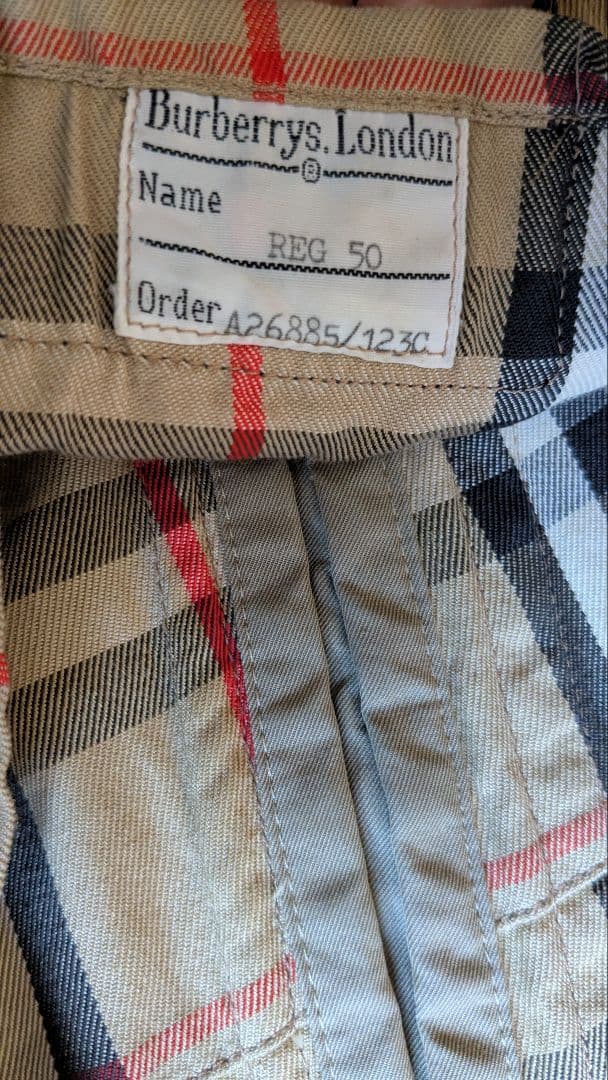 Burberrys. London
®
Name
REG 50
Order A26885/123C